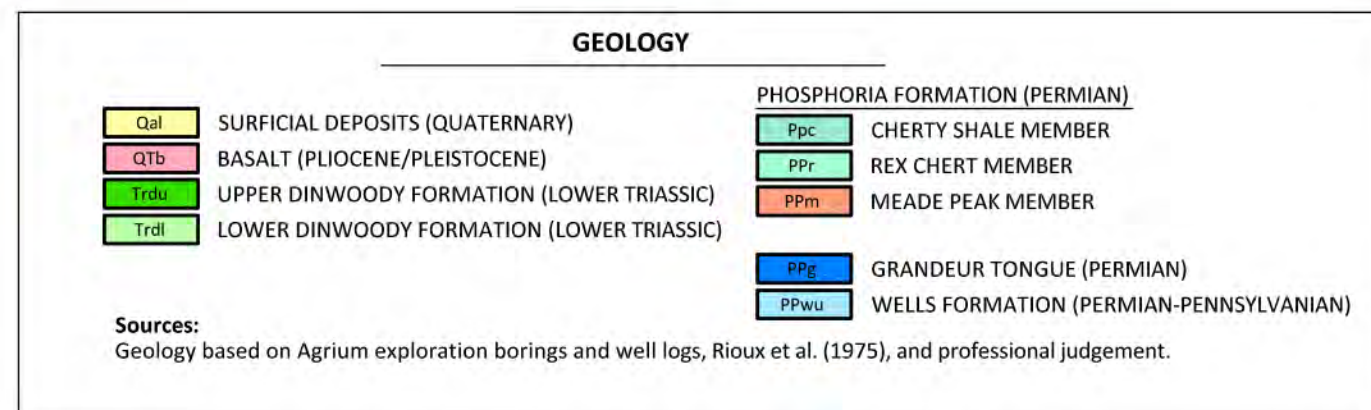 GEOLOGY
Qal SURFICIAL DEPOSITS (QUATERNARY)
QTb BASALT (PLIOCENE/PLEISTOCENE)
Trdu UPPER DINWOODY FORMATION (LOWER TRIASSIC)
Trdl LOWER DINWOODY FORMATION (LOWER TRIASSIC)
PHOSPHORIA FORMATION (PERMIAN)
Ppc CHERTY SHALE MEMBER
PPr REX CHERT MEMBER
PPm MEADE PEAK MEMBER
PPg GRANDEUR TONGUE (PERMIAN)
PPwu WELLS FORMATION (PERMIAN-PENNSYLVANIAN)
Sources:
Geology based on Agrium exploration borings and well logs, Rioux et al. (1975), and professional judgement.